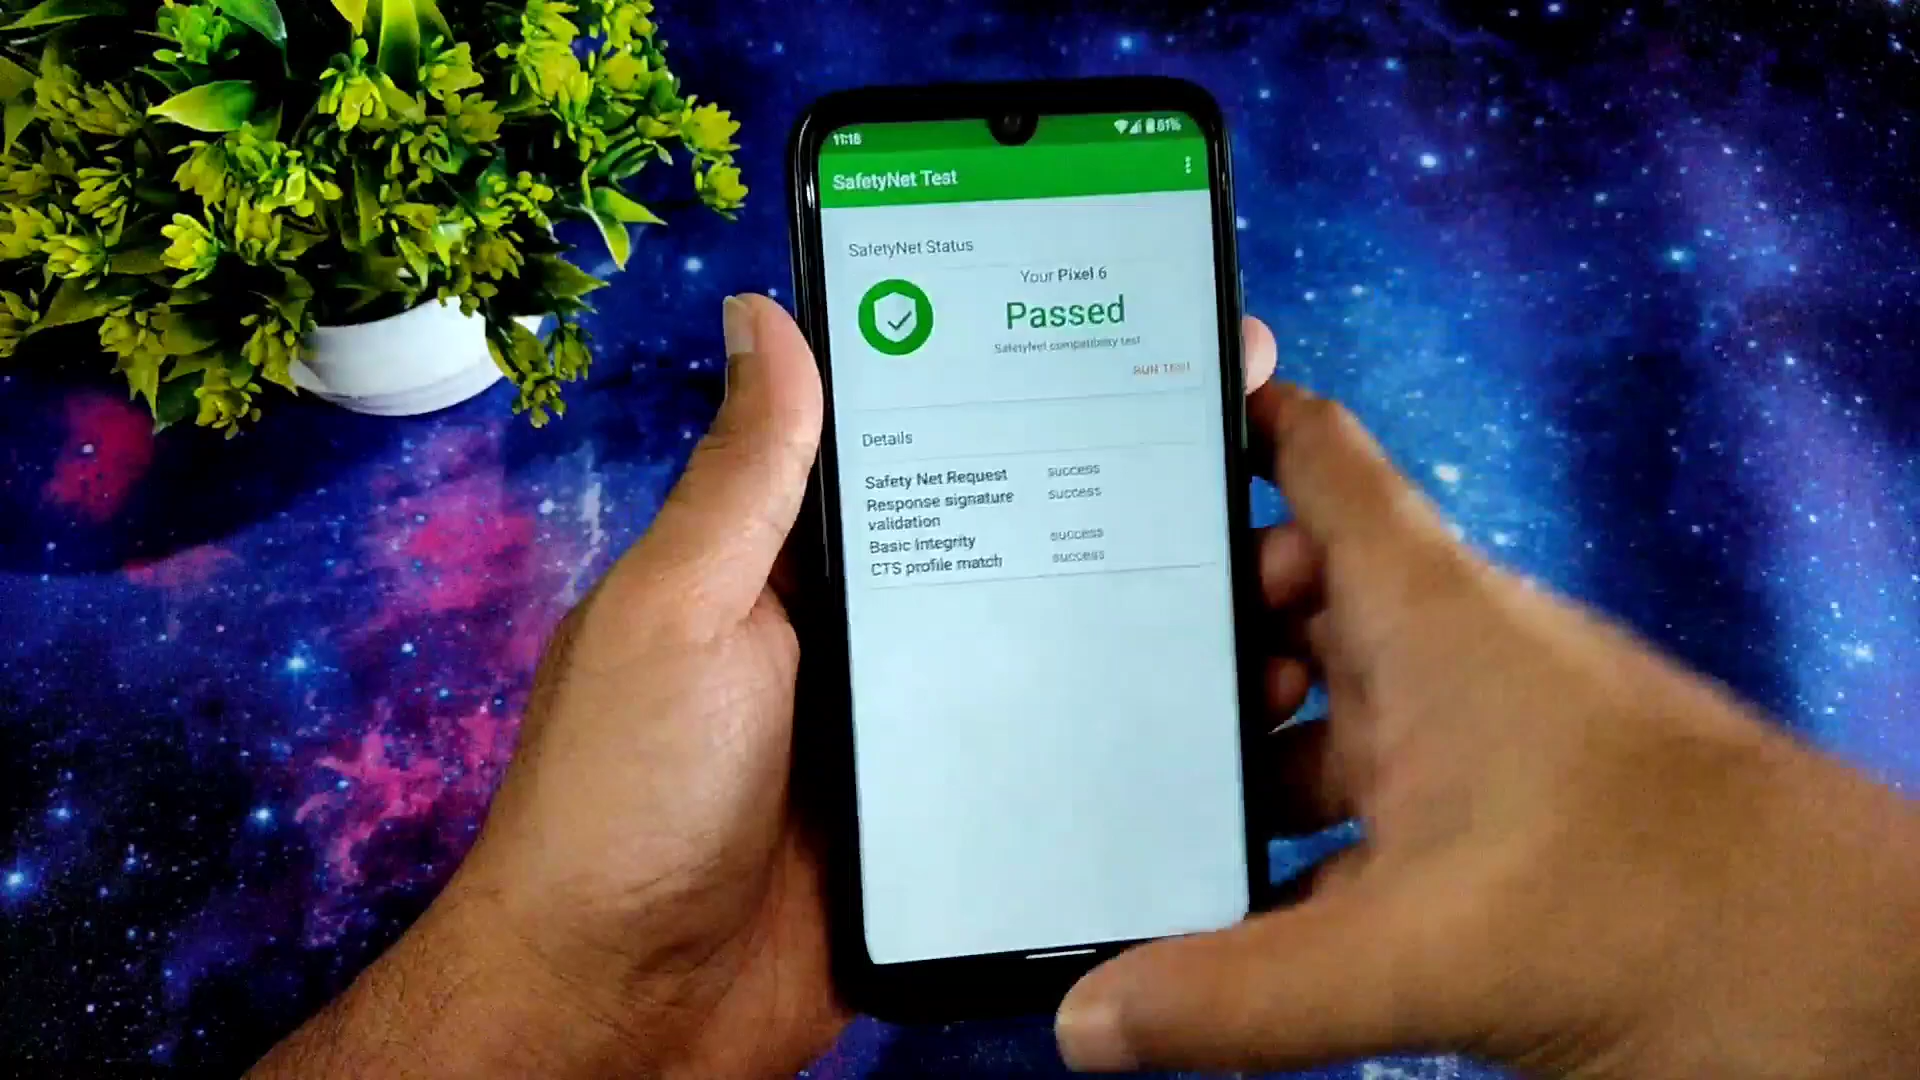 11:18
61%
SafetyNet Test
SafetyNet Status
Your Pixel 6
Passed
SafetyNet compatibility test
RUN TEST
Details
Safety Net Request success
Response signature success
validation
Basic Integrity success
CTS profile match success